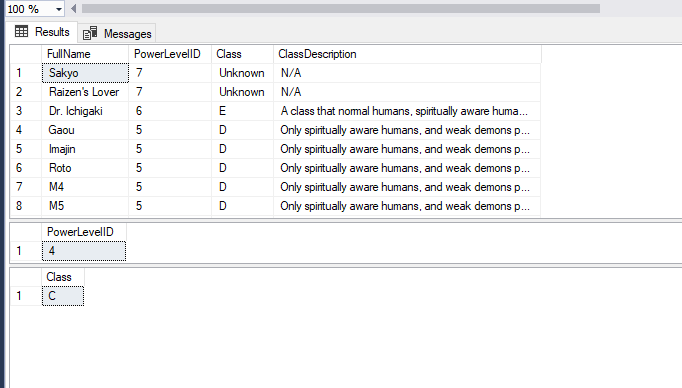 100 %
Results Messages
FullName PowerLevelID Class ClassDescription
1 Sakyo 7 Unknown N/A
2 Raizen's Lover 7 Unknown N/A
3 Dr. Ichigaki 6 E A class that normal humans, spiritually aware huma...
4 Gaou 5 D Only spiritually aware humans, and weak demons p...
5 Imajin 5 D Only spiritually aware humans, and weak demons p...
6 Roto 5 D Only spiritually aware humans, and weak demons p...
7 M4 5 D Only spiritually aware humans, and weak demons p...
8 M5 5 D Only spiritually aware humans, and weak demons p...
PowerLevelID
1 4
Class
1 C